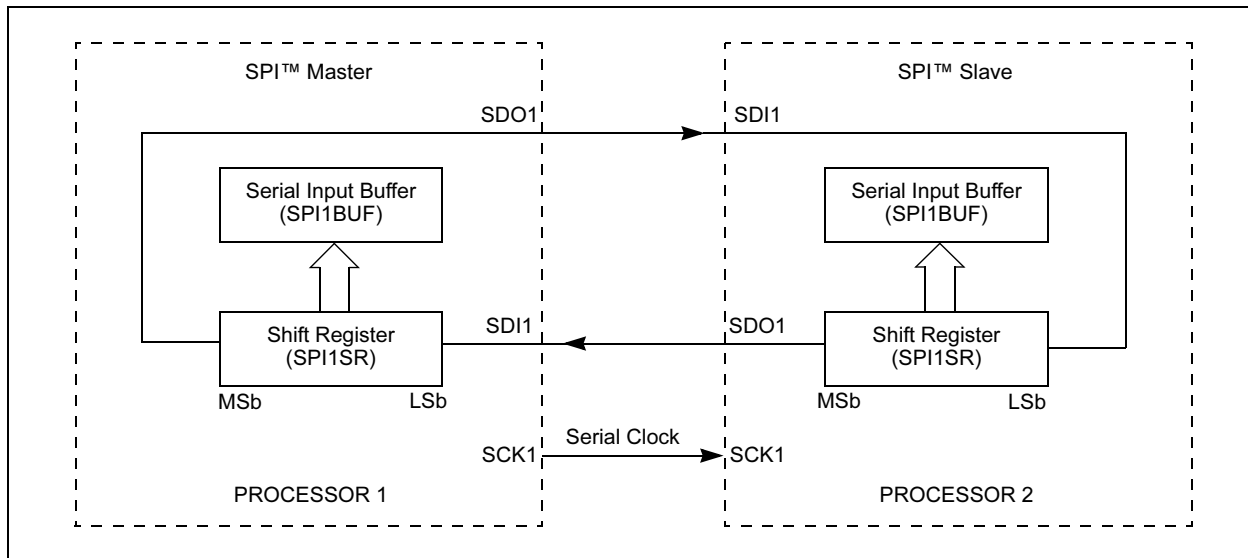 SPI™ Master
SPI™ Slave
SDO1
SDI1
Serial Input Buffer
(SPI1BUF)
Serial Input Buffer
(SPI1BUF)
SDI1
SDO1
Shift Register
(SPI1SR)
Shift Register
(SPI1SR)
MSb
LSb
MSb
LSb
Serial Clock
SCK1
SCK1
PROCESSOR 1
PROCESSOR 2